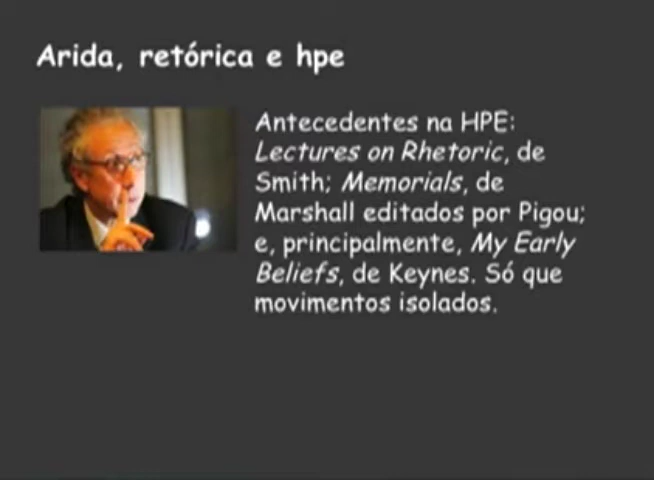 Arida, retórica e hpe
Antecedentes na HPE:
Lectures on Rhetoric, de
Smith; Memorials, de
Marshall editados por Pigou;
e, principalmente, My Early
Beliefs, de Keynes. Só que
movimentos isolados.